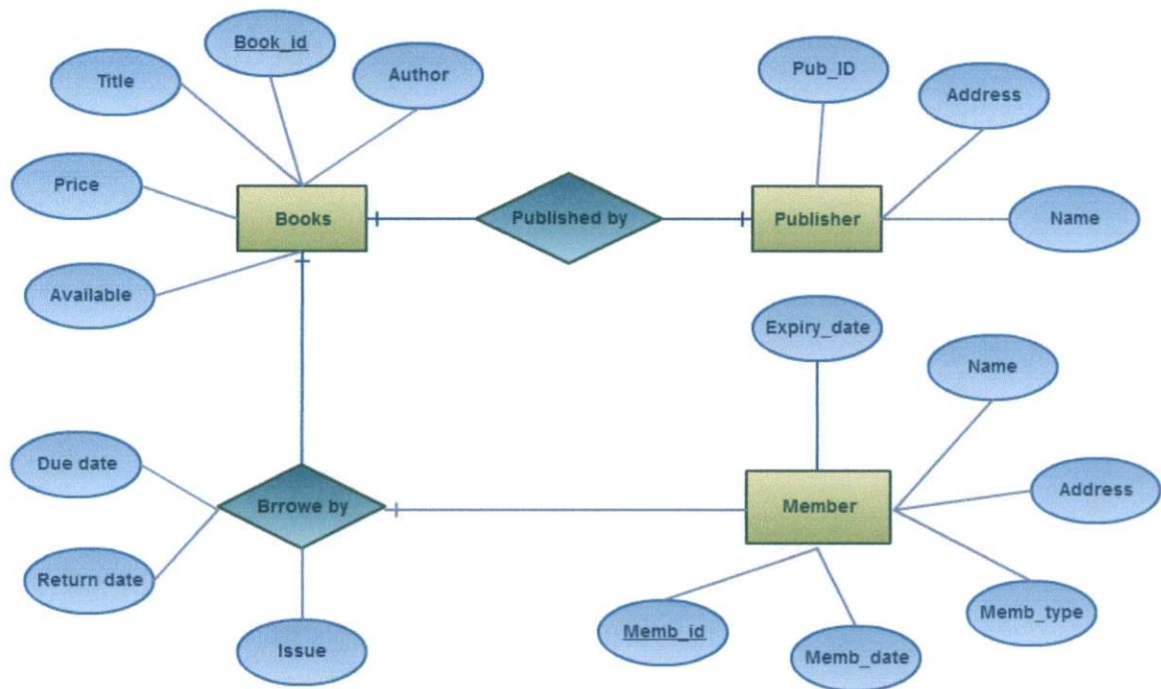 Book_id
Author
Title
Price
Books
Available
Published by
Pub_ID
Address
Publisher
Name
Expiry_date
Name
Due date
Brrowe by
Member
Address
Return date
Issue
Memb_id
Memb_date
Memb_type